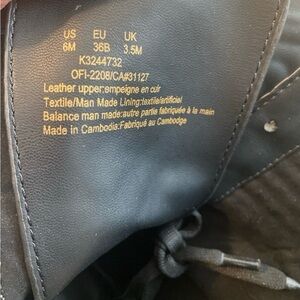 US EU UK
6M 36B 3.5M
K3244732
OFI-2208/CA#31127
Leather upper:empeigne en cuir
Textile/Man Made Lining:textile/artificiel
Balance man made:autre partie fabriquée à la main
Made in Cambodia:Fabriqué au Cambodge